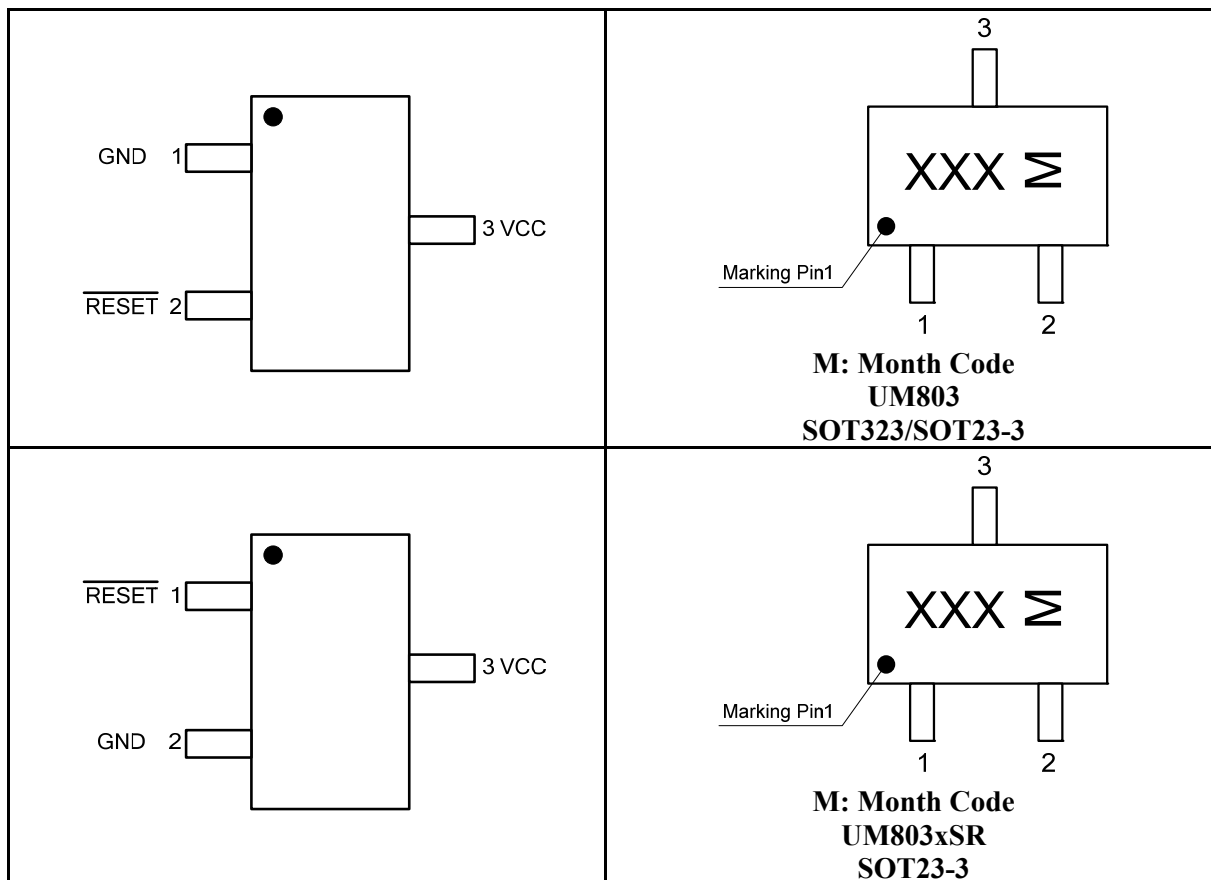 GND 1
3 VCC
RESET 2
3
XXX M
Marking Pin1
1 2
M: Month Code
UM803
SOT323/SOT23-3
RESET 1
3 VCC
GND 2
3
XXX M
Marking Pin1
1 2
M: Month Code
UM803xSR
SOT23-3